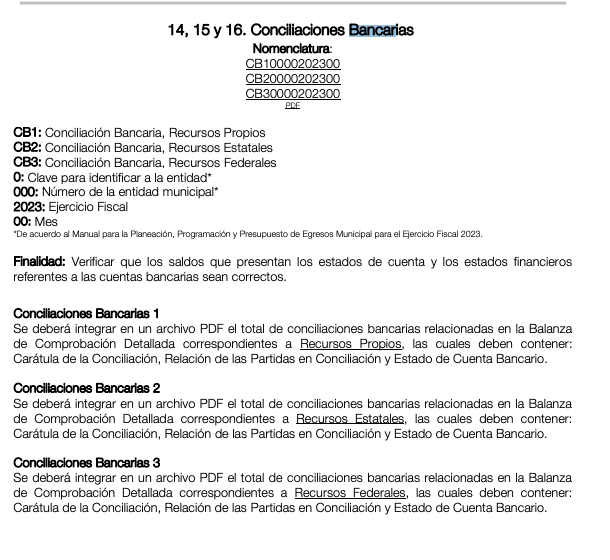 14, 15 y 16. Conciliaciones Bancarias
Nomenclatura:
CB10000202300
CB20000202300
CB30000202300
PDF
CB1: Conciliación Bancaria, Recursos Propios
CB2: Conciliación Bancaria, Recursos Estatales
CB3: Conciliación Bancaria, Recursos Federales
0: Clave para identificar a la entidad*
000: Número de la entidad municipal*
2023: Ejercicio Fiscal
00: Mes
*De acuerdo al Manual para la Planeación, Programación y Presupuesto de Egresos Municipal para el Ejercicio Fiscal 2023.
Finalidad: Verificar que los saldos que presentan los estados de cuenta y los estados financieros
referentes a las cuentas bancarias sean correctos.
Conciliaciones Bancarias 1
Se deberá integrar en un archivo PDF el total de conciliaciones bancarias relacionadas en la Balanza
de Comprobación Detallada correspondientes a Recursos Propios, las cuales deben contener:
Carátula de la Conciliación, Relación de las Partidas en Conciliación y Estado de Cuenta Bancario.
Conciliaciones Bancarias 2
Se deberá integrar en un archivo PDF el total de conciliaciones bancarias relacionadas en la Balanza
de Comprobación Detallada correspondientes a Recursos Estatales, las cuales deben contener:
Carátula de la Conciliación, Relación de las Partidas en Conciliación y Estado de Cuenta Bancario.
Conciliaciones Bancarias 3
Se deberá integrar en un archivo PDF el total de conciliaciones bancarias relacionadas en la Balanza
de Comprobación Detallada correspondientes a Recursos Federales, las cuales deben contener:
Carátula de la Conciliación, Relación de las Partidas en Conciliación y Estado de Cuenta Bancario.